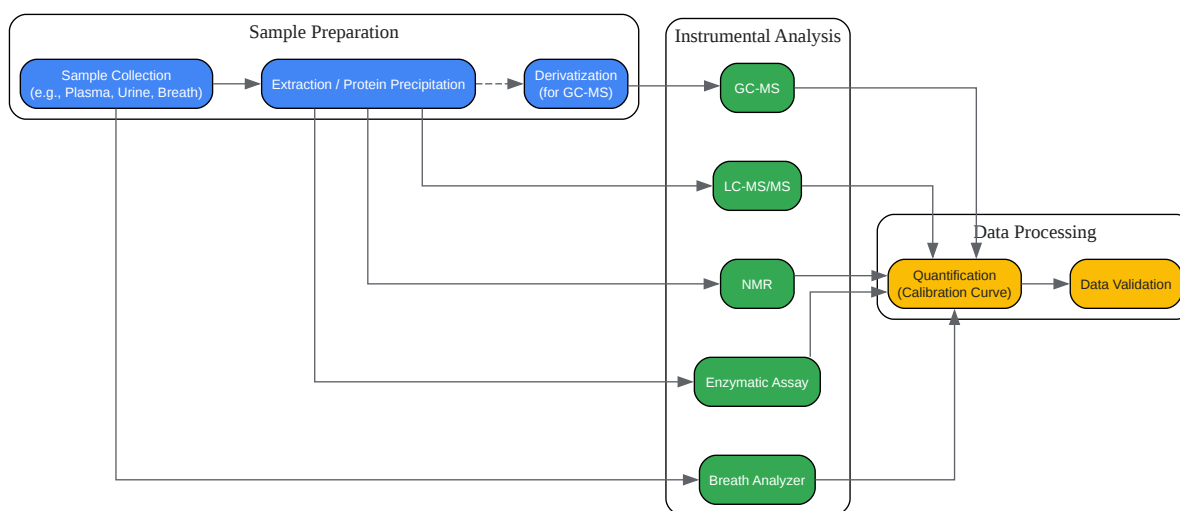 Sample Preparation
Sample Collection
(e.g., Plasma, Urine, Breath)
Extraction / Protein Precipitation
Derivatization
(for GC-MS)
Instrumental Analysis
GC-MS
LC-MS/MS
NMR
Enzymatic Assay
Breath Analyzer
Data Processing
Quantification
(Calibration Curve)
Data Validation